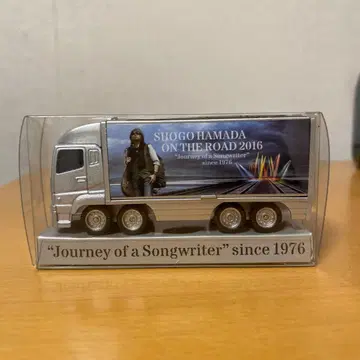 SHOGO HAMADA
ON THE ROAD 2016
"Journey of a Songwriter"
since 1976
"Journey of a Songwriter" since 1976